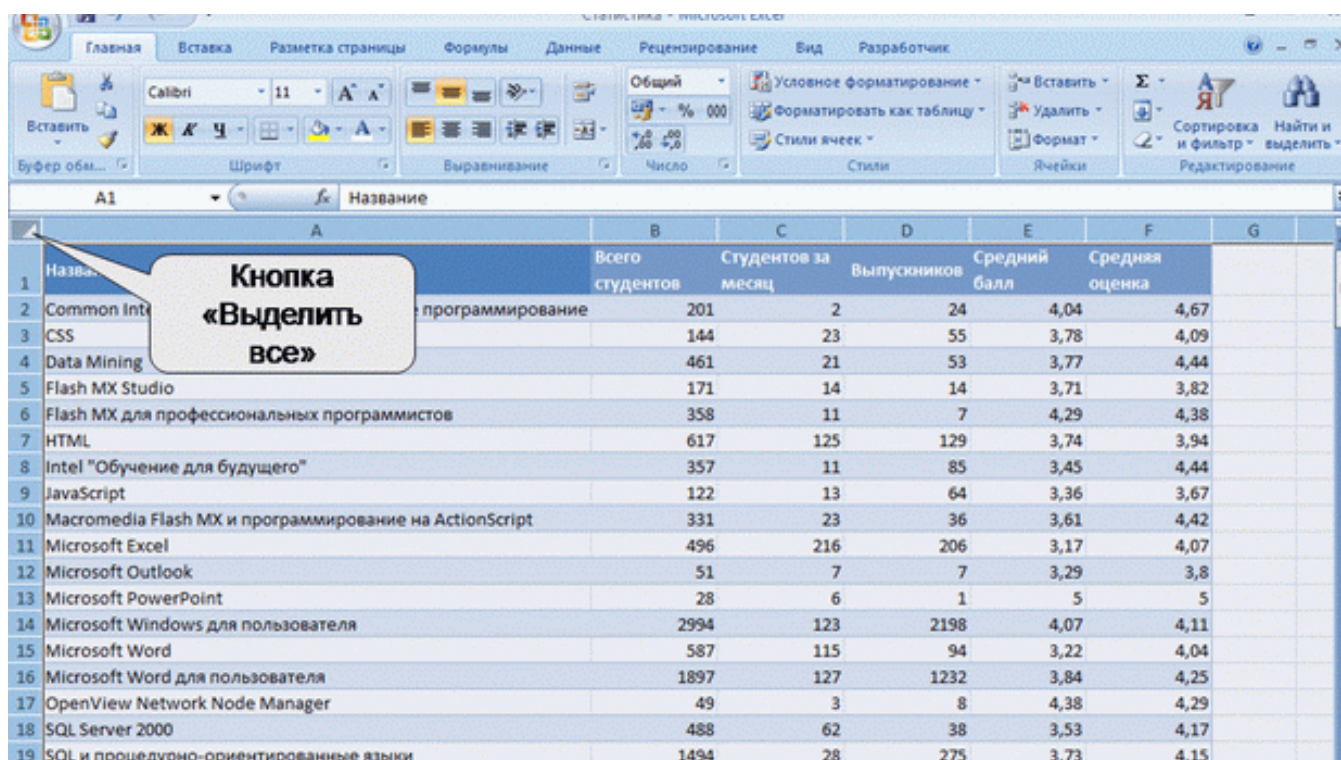 Статистика - Microsoft Excel
Главная Вставка Разметка страницы Формулы Данные Рецензирование Вид Разработчик
Вставить
Calibri 11
Ж К Ч
Общий
% 000
Условное форматирование
Форматировать как таблицу
Стили ячеек
Вставить
Удалить
Формат
Σ
Сортировка и фильтр
Найти и выделить
Буфер обм... Шрифт Выравнивание Число Стили Ячейки Редактирование
A1 fx Название
A B C D E F G
Кнопка
«Выделить
все»
1 Назва Всего студентов Студентов за месяц Выпускников Средний балл Средняя оценка
2 Common Inte е программирование 201 2 24 4,04 4,67
3 CSS 144 23 55 3,78 4,09
4 Data Mining 461 21 53 3,77 4,44
5 Flash MX Studio 171 14 14 3,71 3,82
6 Flash MX для профессиональных программистов 358 11 7 4,29 4,38
7 HTML 617 125 129 3,74 3,94
8 Intel "Обучение для будущего" 357 11 85 3,45 4,44
9 JavaScript 122 13 64 3,36 3,67
10 Macromedia Flash MX и программирование на ActionScript 331 23 36 3,61 4,42
11 Microsoft Excel 496 216 206 3,17 4,07
12 Microsoft Outlook 51 7 7 3,29 3,8
13 Microsoft PowerPoint 28 6 1 5 5
14 Microsoft Windows для пользователя 2994 123 2198 4,07 4,11
15 Microsoft Word 587 115 94 3,22 4,04
16 Microsoft Word для пользователя 1897 127 1232 3,84 4,25
17 OpenView Network Node Manager 49 3 8 4,38 4,29
18 SQL Server 2000 488 62 38 3,53 4,17
19 SQL и процедурно-ориентированные языки 1494 28 275 3,73 4,15